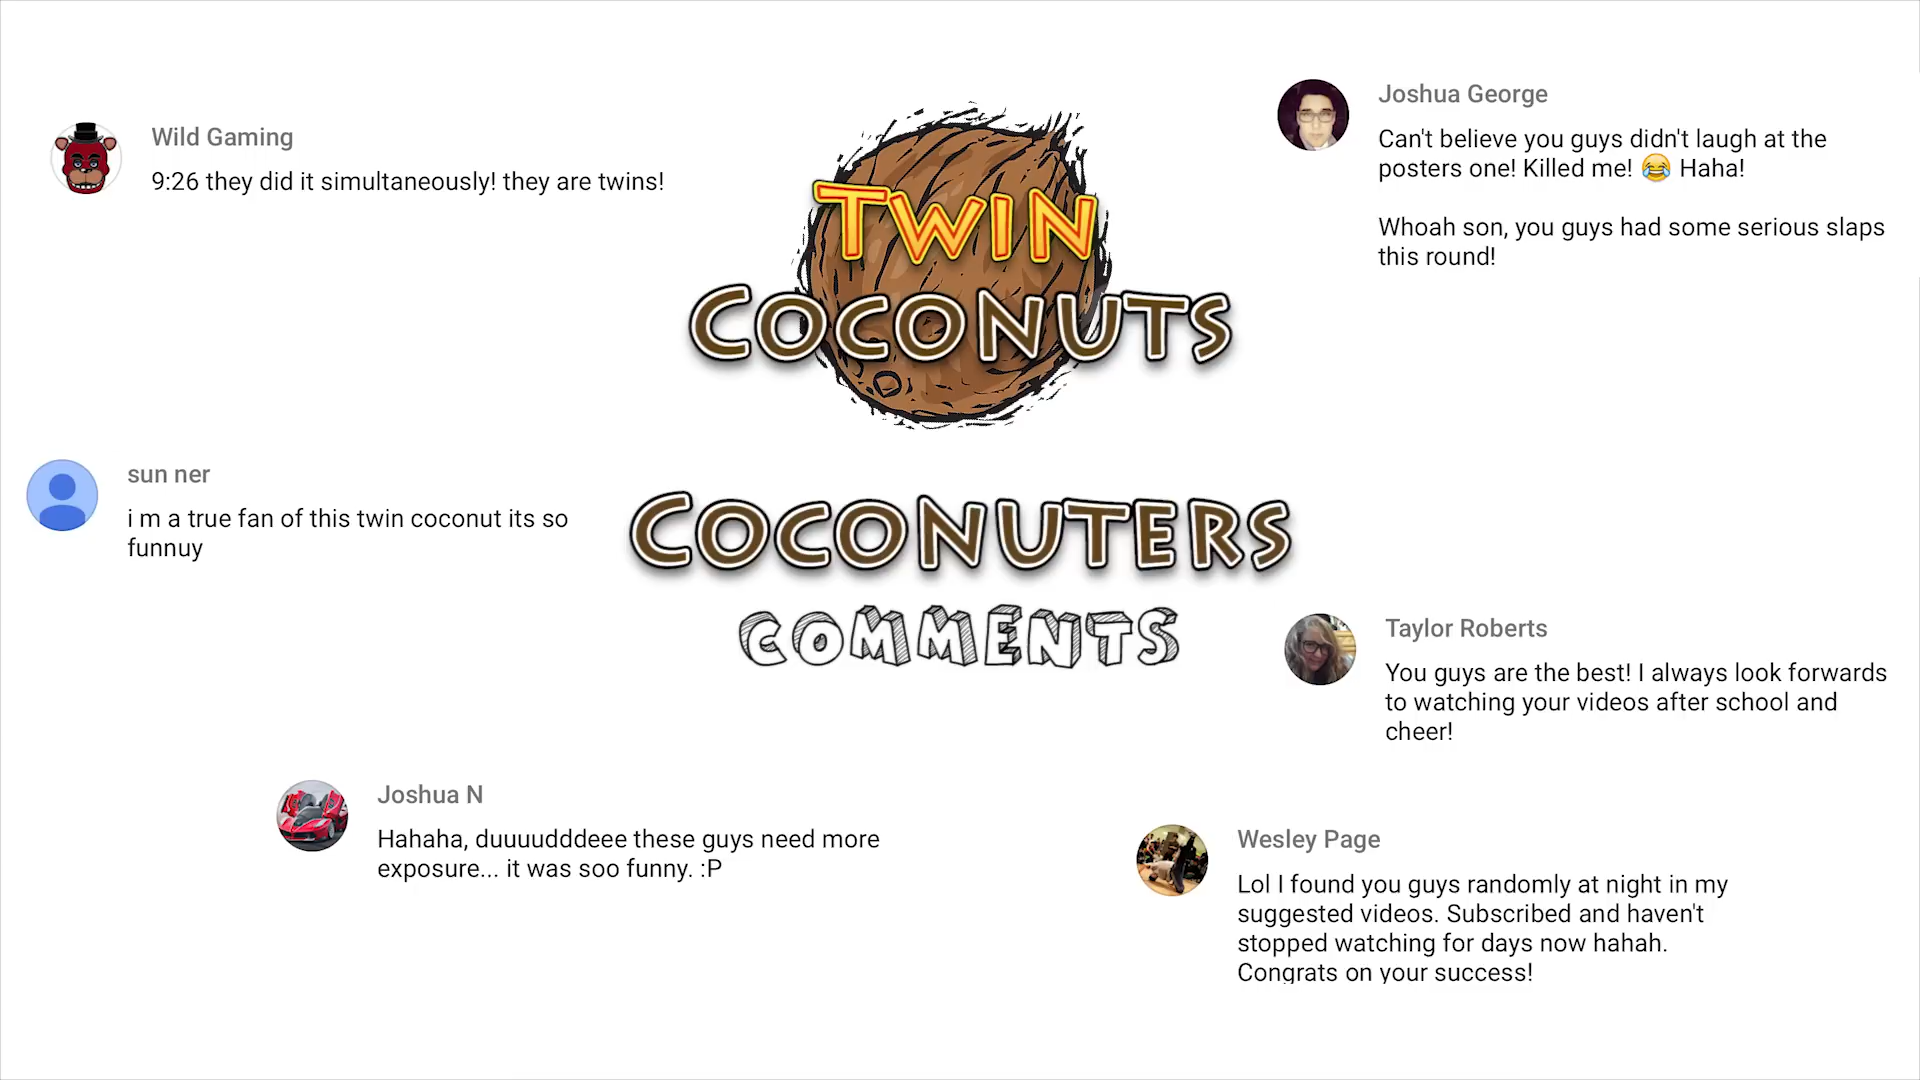 Wild Gaming
9:26 they did it simultaneously! they are twins!
TWIN
COCONUTS
Joshua George
Can't believe you guys didn't laugh at the
posters one! Killed me! 😂 Haha!
Whoah son, you guys had some serious slaps
this round!
sun ner
i m a true fan of this twin coconut its so
funnuy
COCONUTERS
COMMENTS
Taylor Roberts
You guys are the best! I always look forwards
to watching your videos after school and
cheer!
Joshua N
Hahaha, duuuudddeee these guys need more
exposure... it was soo funny. :P
Wesley Page
Lol I found you guys randomly at night in my
suggested videos. Subscribed and haven't
stopped watching for days now hahah.
Congrats on your success!